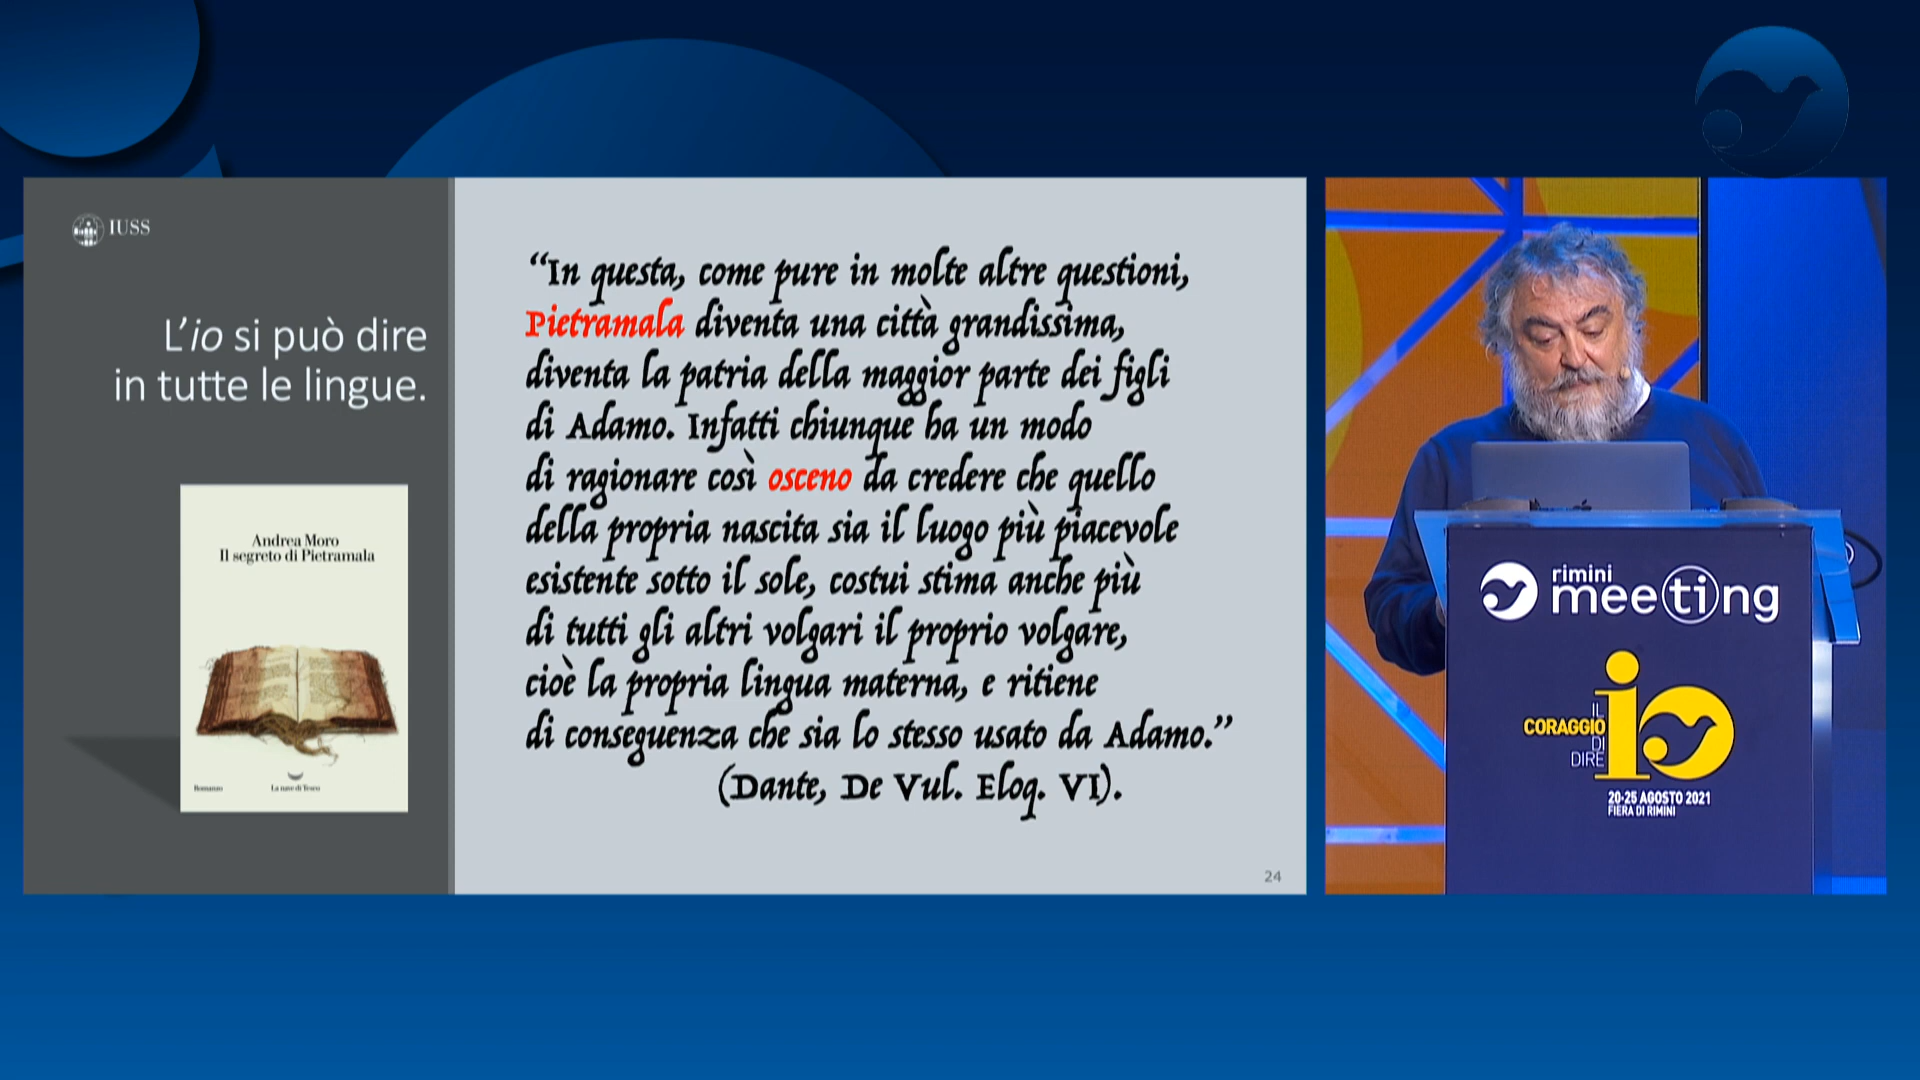 IUSS
L'io si può dire
in tutte le lingue.
Andrea Moro
Il segreto di Pietramala
Romanzo
La nave di Teseo
“In questa, come pure in molte altre questioni,
Pietramala diventa una città grandissima,
diventa la patria della maggior parte dei figli
di Adamo. Infatti chiunque ha un modo
di ragionare così osceno da credere che quello
della propria nascita sia il luogo più piacevole
esistente sotto il sole, costui stima anche più
di tutti gli altri volgari il proprio volgare,
cioè la propria lingua materna, e ritiene
di conseguenza che sia lo stesso usato da Adamo.”
(Dante, De Vul. Eloq. VI).
24
rimini
meeting
IL
CORAGGIO
DI
DIRE
io
20-25 AGOSTO 2021
FIERA DI RIMINI